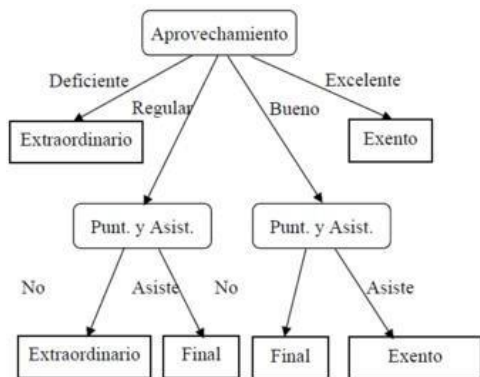 Aprovechamiento
Deficiente
Excelente
Regular
Bueno
Extraordinario
Exento
Punt. y Asist.
Punt. y Asist.
No
Asiste
No
Asiste
Extraordinario
Final
Final
Exento